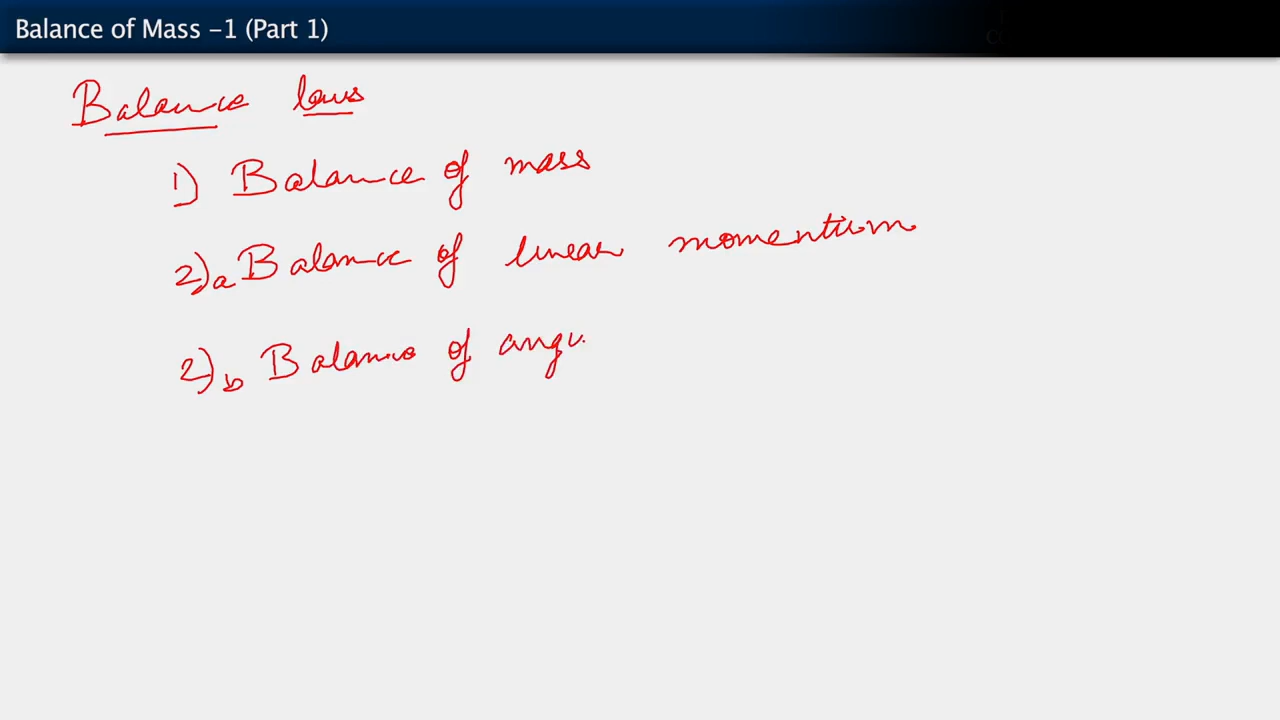 Balance of Mass -1 (Part 1)
Balance laws
1) Balance of mass
2)a Balance of linear momentum
2)b Balance of angu